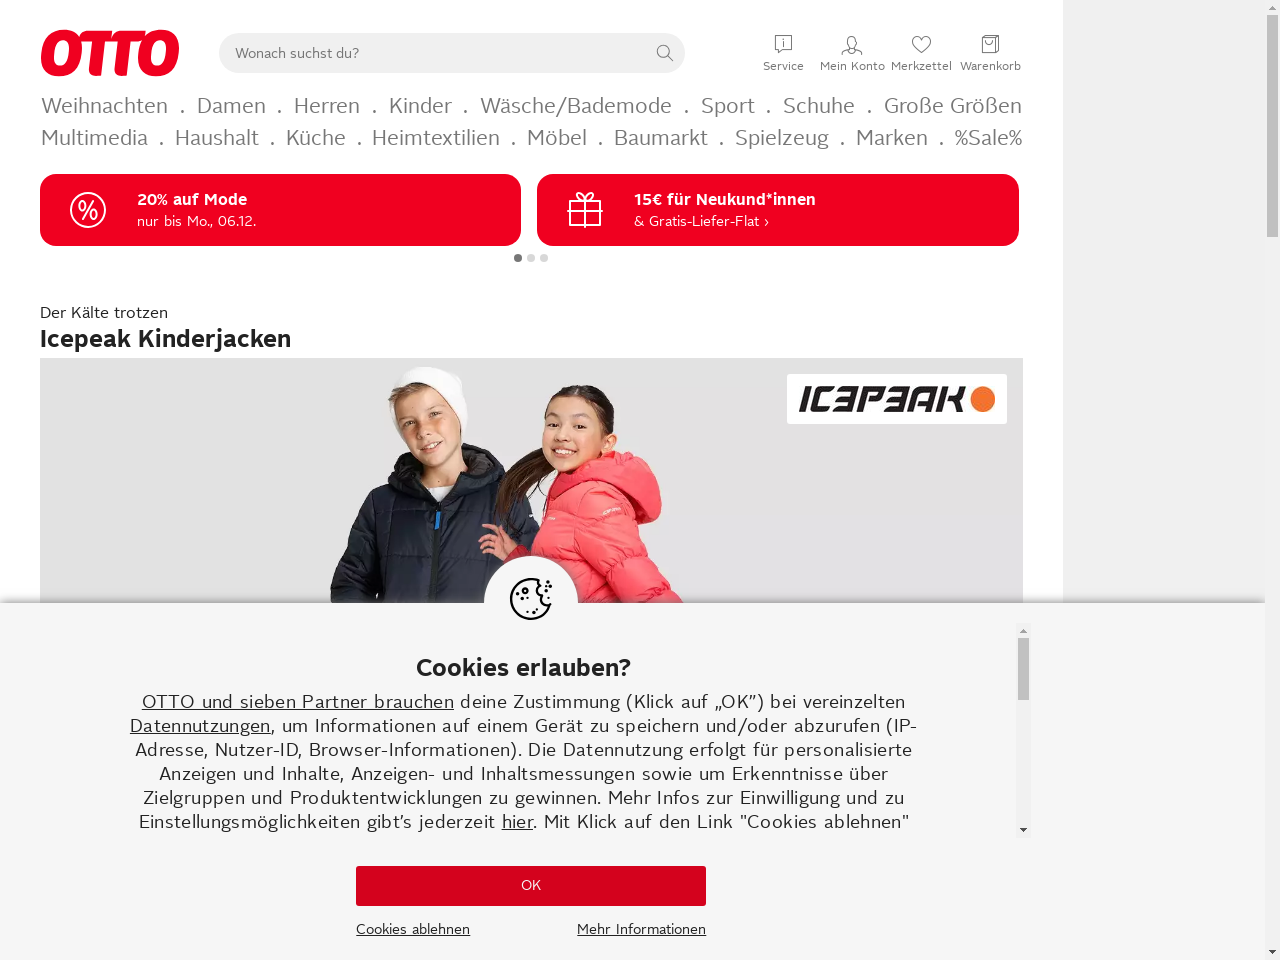 OTTO
Wonach suchst du?
Service
Mein Konto
Merkzettel
Warenkorb
Weihnachten . Damen . Herren . Kinder . Wäsche/Bademode . Sport . Schuhe . Große Größen
Multimedia . Haushalt . Küche . Heimtextilien . Möbel . Baumarkt . Spielzeug . Marken . %Sale%
20% auf Mode
nur bis Mo., 06.12.
15€ für Neukund*innen
& Gratis-Liefer-Flat ›
Der Kälte trotzen
Icepeak Kinderjacken
ICEPEAK
Cookies erlauben?
OTTO und sieben Partner brauchen deine Zustimmung (Klick auf „OK”) bei vereinzelten
Datennutzungen, um Informationen auf einem Gerät zu speichern und/oder abzurufen (IP-
Adresse, Nutzer-ID, Browser-Informationen). Die Datennutzung erfolgt für personalisierte
Anzeigen und Inhalte, Anzeigen- und Inhaltsmessungen sowie um Erkenntnisse über
Zielgruppen und Produktentwicklungen zu gewinnen. Mehr Infos zur Einwilligung und zu
Einstellungsmöglichkeiten gibt’s jederzeit hier. Mit Klick auf den Link "Cookies ablehnen"
OK
Cookies ablehnen
Mehr Informationen